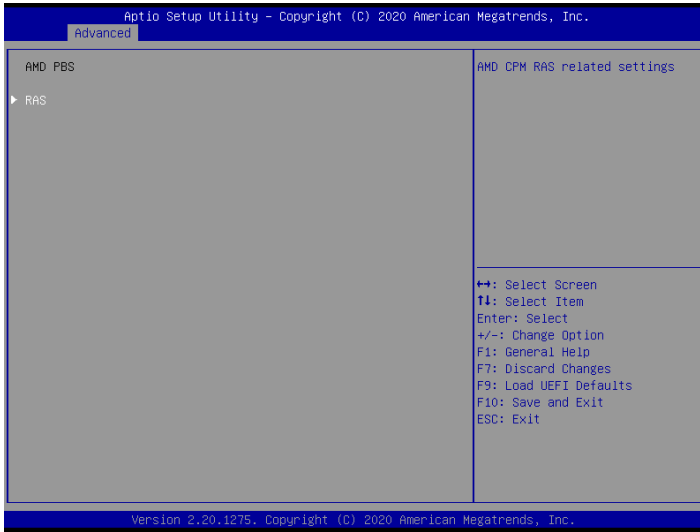 Aptio Setup Utility – Copyright (C) 2020 American Megatrends, Inc.
Advanced
AMD PBS
▶ RAS
AMD CPM RAS related settings
↔: Select Screen
↑↓: Select Item
Enter: Select
+/-: Change Option
F1: General Help
F7: Discard Changes
F9: Load UEFI Defaults
F10: Save and Exit
ESC: Exit
Version 2.20.1275. Copyright (C) 2020 American Megatrends, Inc.